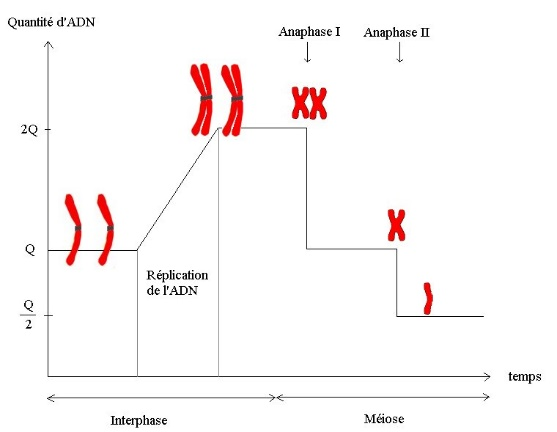 Quantité d'ADN
Anaphase I
Anaphase II
2Q
Q
Réplication
de l'ADN
Q
2
temps
Interphase
Méiose